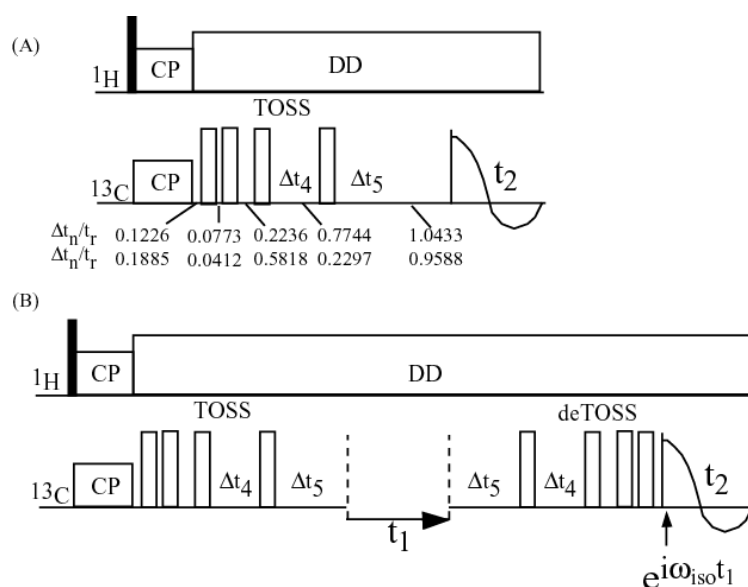 (A)
¹H CP DD
TOSS
¹³C CP Δt₄ Δt₅ t₂
Δtₙ/tᵣ 0.1226 0.0773 0.2236 0.7744 1.0433
Δtₙ/tᵣ 0.1885 0.0412 0.5818 0.2297 0.9588
(B)
¹H CP DD
TOSS deTOSS
¹³C CP Δt₄ Δt₅ Δt₅ Δt₄ t₂
t₁
e^iω_iso t₁